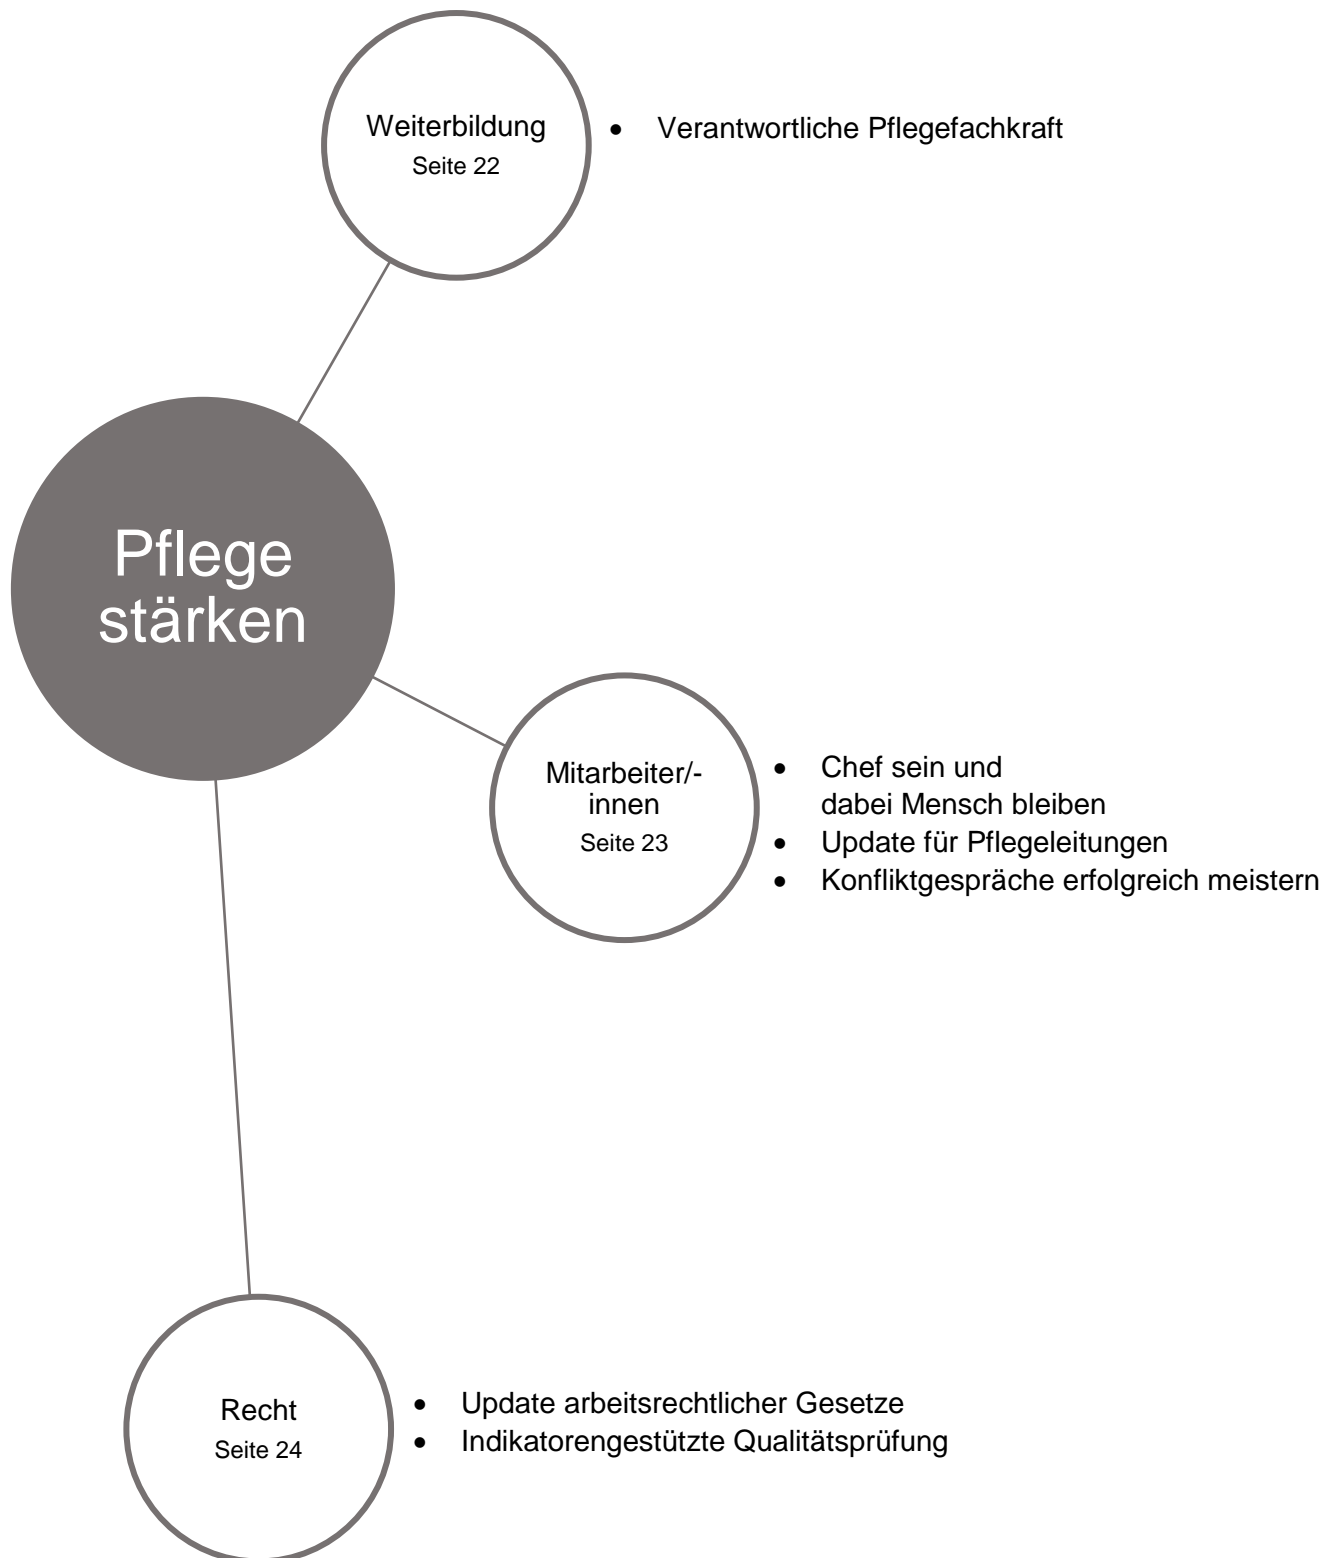 Weiterbildung
Seite 22
• Verantwortliche Pflegefachkraft
Pflege
stärken
Mitarbeiter/-
innen
Seite 23
• Chef sein und
dabei Mensch bleiben
• Update für Pflegeleitungen
• Konfliktgespräche erfolgreich meistern
Recht
Seite 24
• Update arbeitsrechtlicher Gesetze
• Indikatorengestützte Qualitätsprüfung